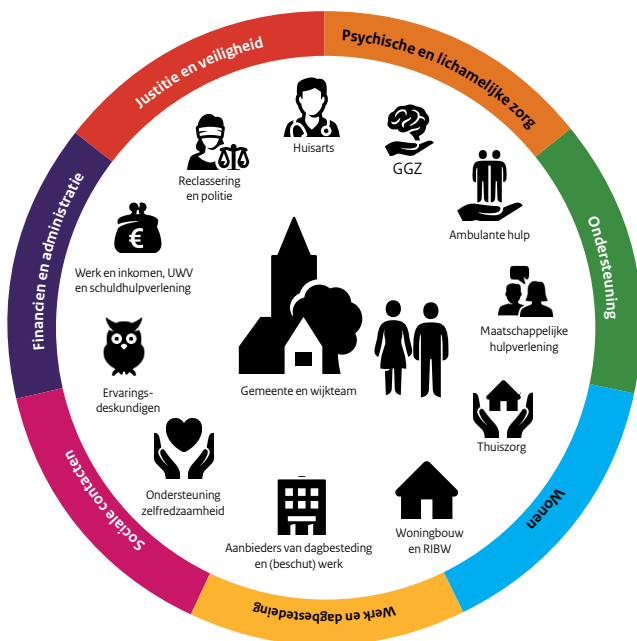 Justitie en veiligheid
Psychische en lichamelijke zorg
Ondersteuning
Wonen
Werk en dagbestedeing
Sociale contacten
Financien en administratie
Huisarts
GGZ
Ambulante hulp
Maatschappelijke
hulpverlening
Thuiszorg
Woningbouw
en RIBW
Aanbieders van dagbesteding
en (beschut) werk
Ondersteuning
zelfredzaamheid
Ervarings-
deskundigen
Werk en inkomen, UWV
en schuldhulpverlening
€
Reclassering
en politie
Gemeente en wijkteam